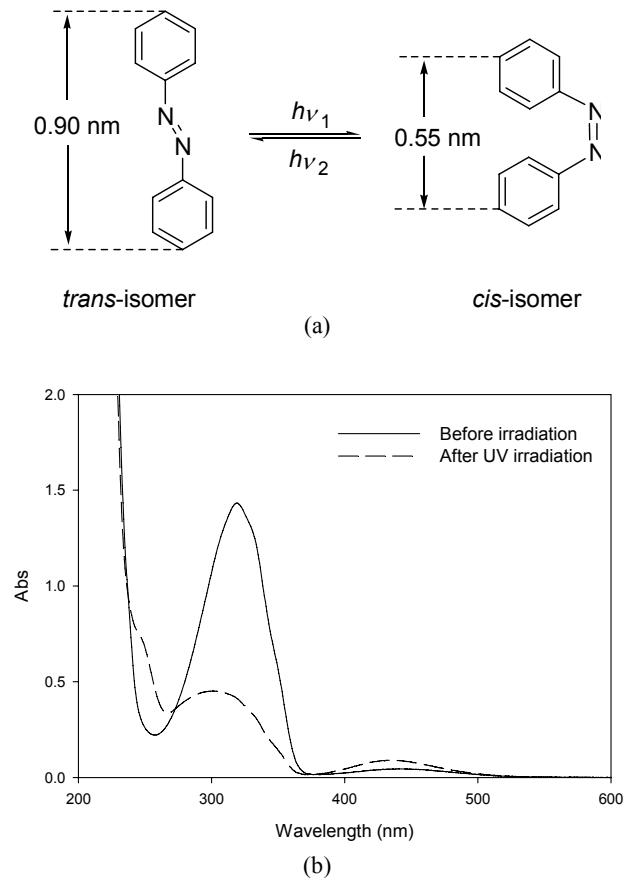 0.90 nm
N
N
hν1
hν2
0.55 nm
N
N
trans-isomer
cis-isomer
(a)
2.0
1.5
1.0
0.5
0.0
Abs
Before irradiation
After UV irradiation
200 300 400 500 600
Wavelength (nm)
(b)